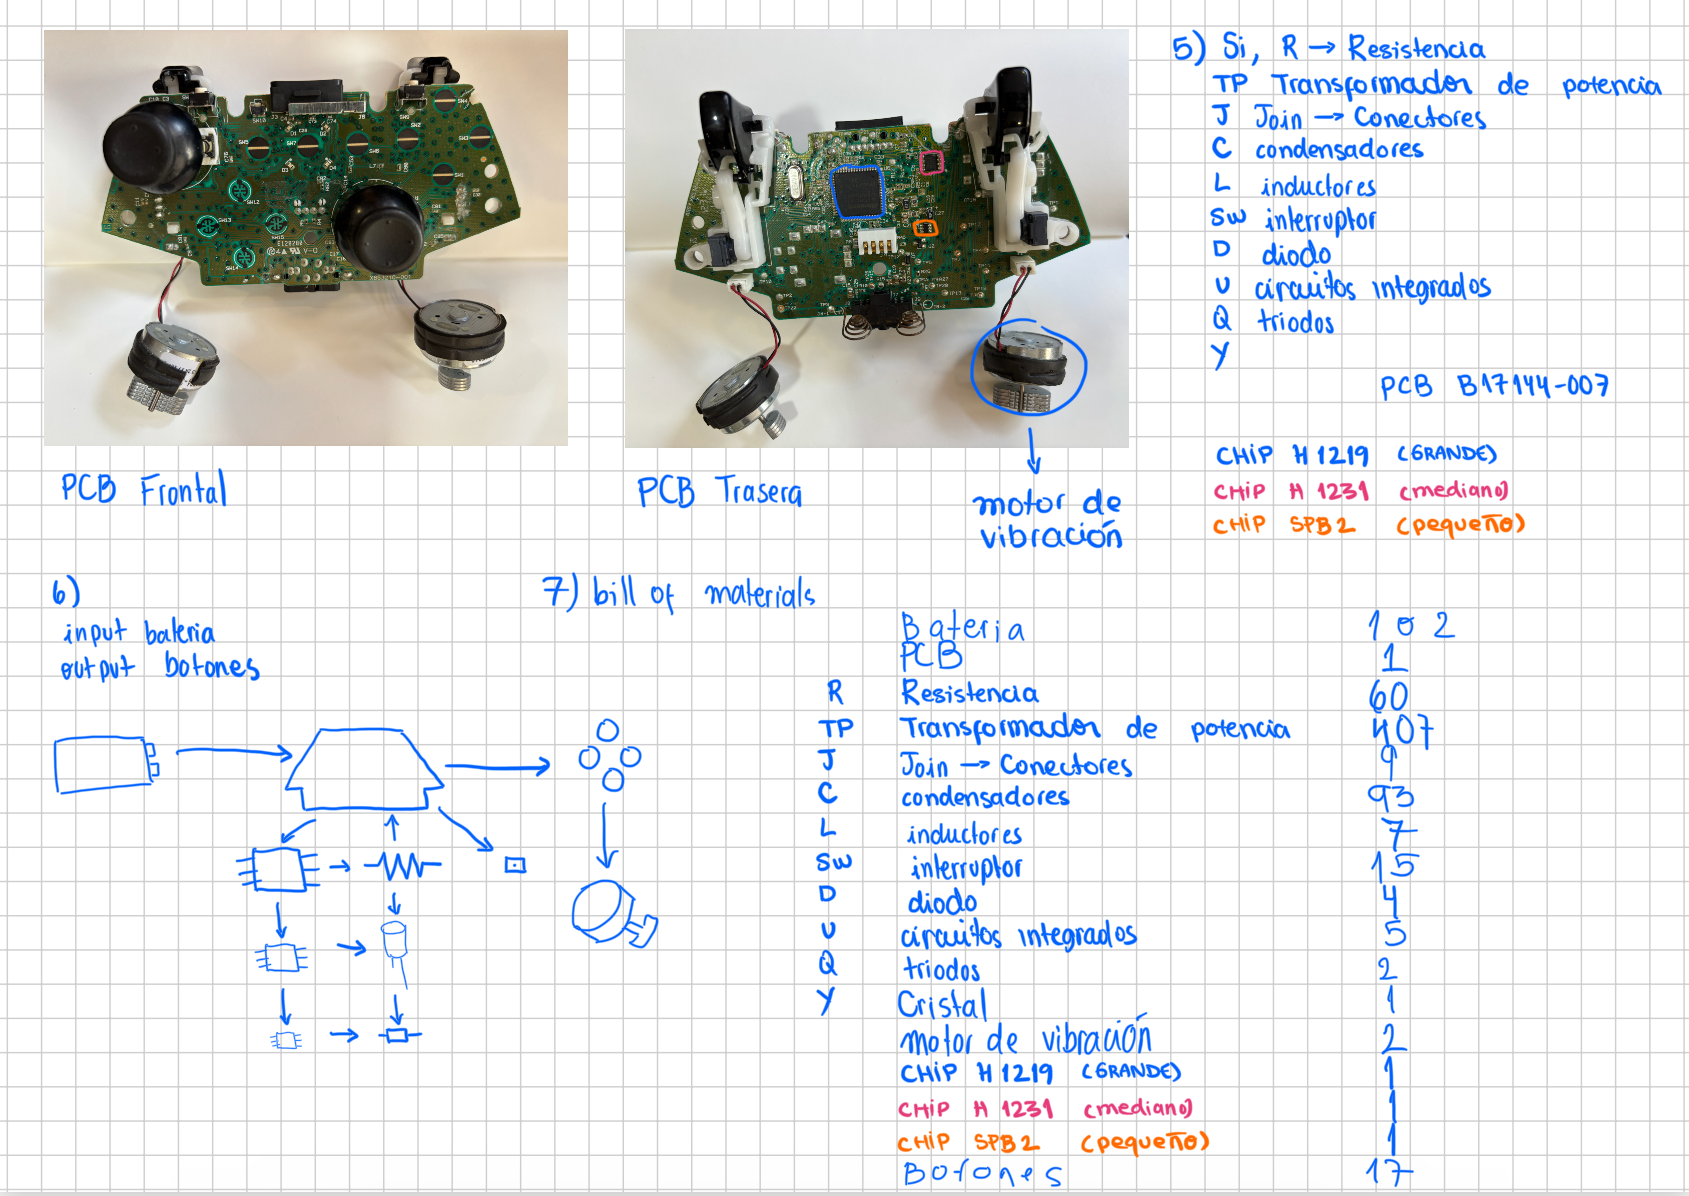 PCB Frontal
PCB Trasera
motor de
vibración
5) Si, R → Resistencia
TP Transformador de potencia
J Join → Conectores
C condensadores
L inductores
SW interruptor
D diodo
U circuitos integrados
Q triodos
Y
PCB B17144-007
CHIP H1219 (GRANDE)
CHIP H 1231 (mediano)
CHIP SPB2 (pequeño)
6)
input bateria
output botones
7) bill of materials
Bateria 1 o 2
PCB 1
R Resistencia 60
TP Transformador de potencia 407
J Join → Conectores 9
C condensadores 93
L inductores 7
SW interruptor 15
D diodo 4
U circuitos integrados 5
Q triodos 2
Y Cristal 1
motor de vibración 2
CHIP H1219 (GRANDE) 1
CHIP H 1231 (mediano) 1
CHIP SPB2 (pequeño) 1
Botones 17